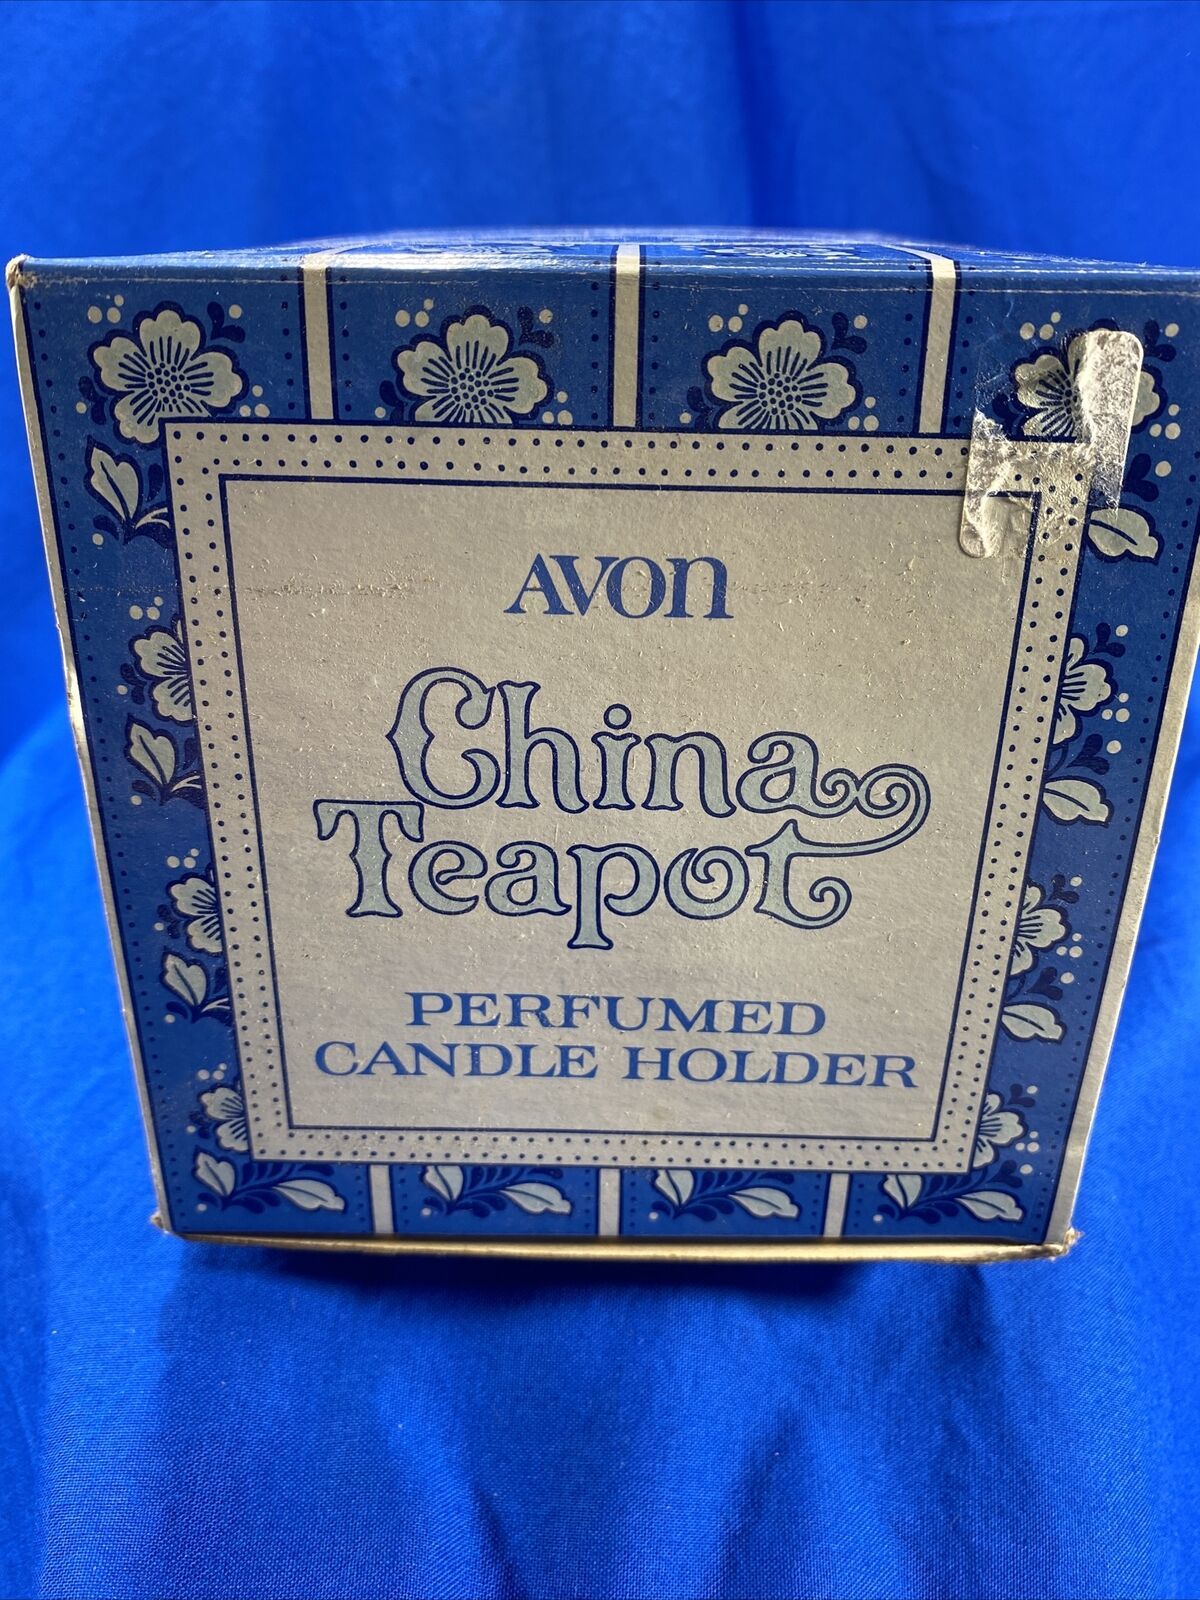 AVON
China
Teapot
PERFUMED
CANDLE HOLDER